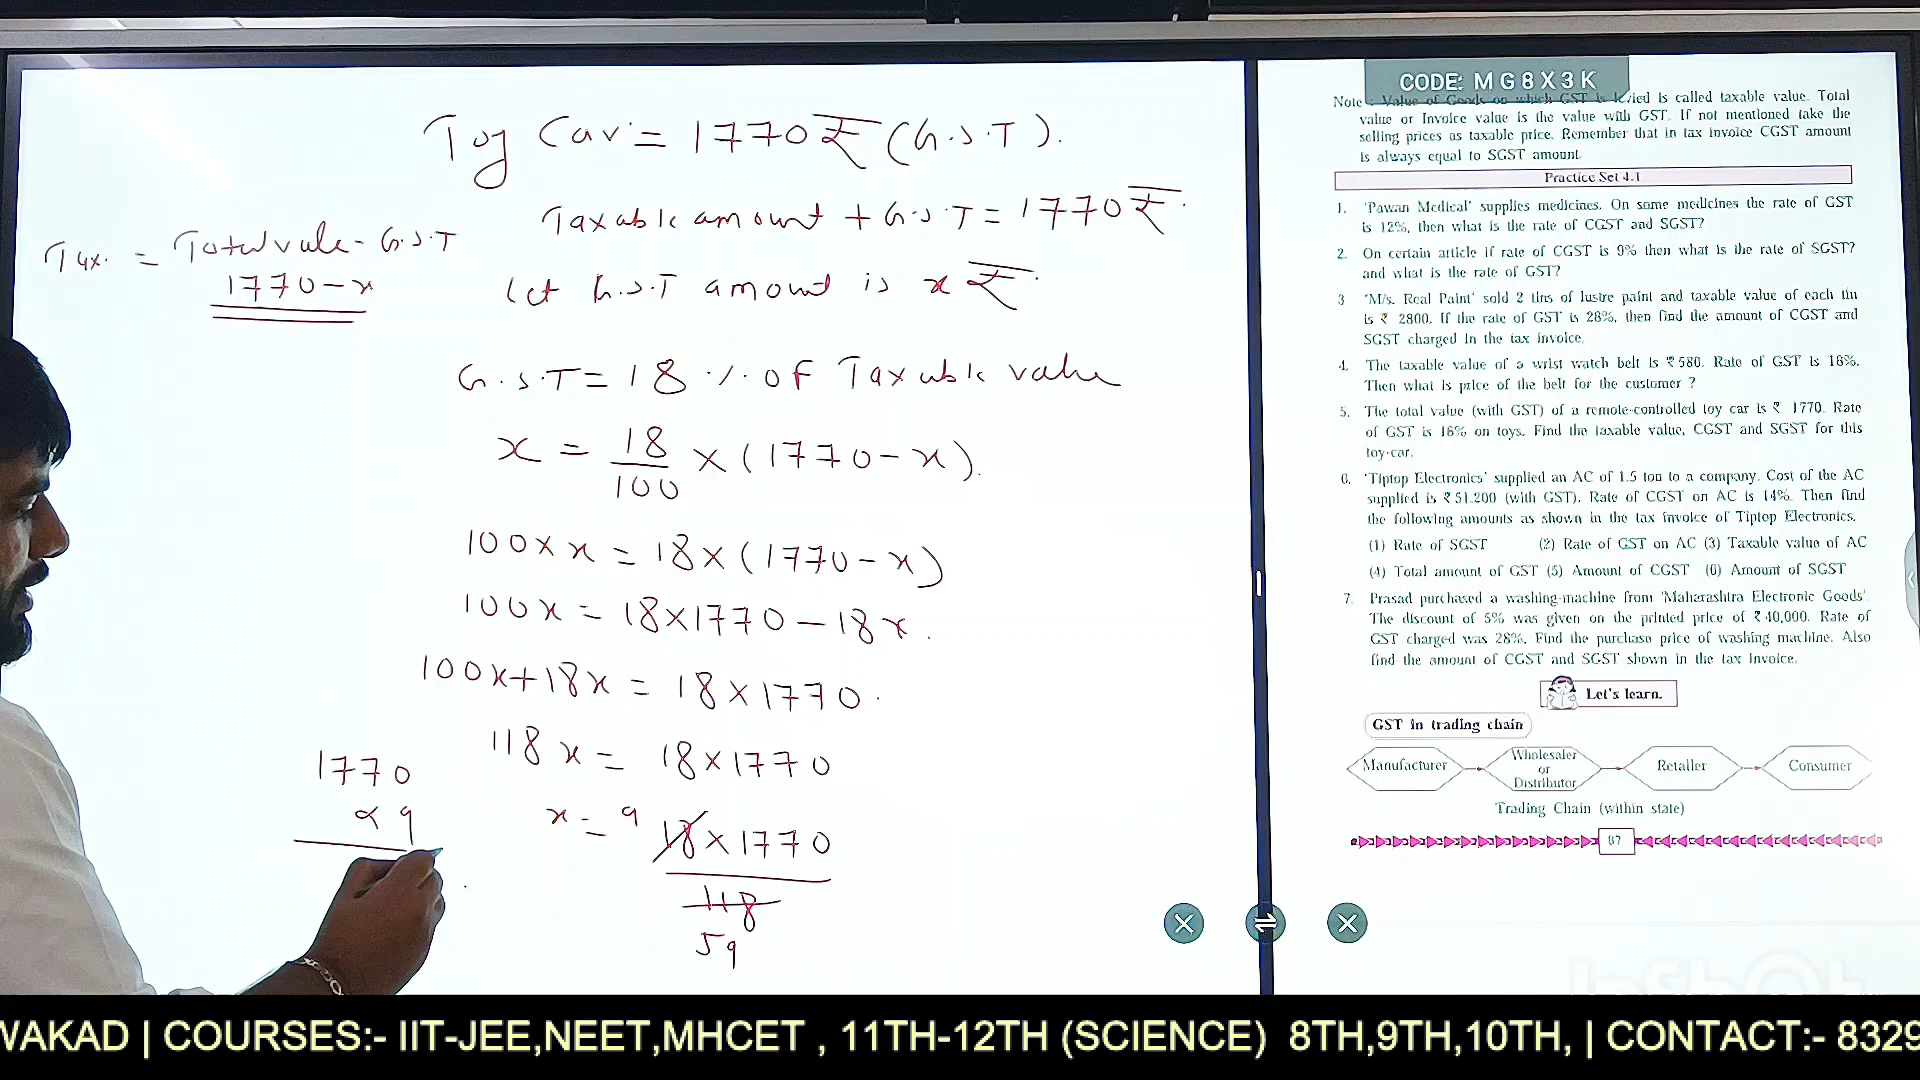 Toy Car = 1770₹ (G.S.T).
Taxable amount + G.S.T = 1770₹.
Tax. = Total vale - G.S.T
1770 - x
let G.S.T amount is x ₹.
G.S.T = 18 % of Taxable value
x = 18/100 × (1770 - x).
100 × x = 18 × (1770 - x)
100x = 18×1770 - 18x.
100x + 18x = 18 × 1770.
118x = 18×1770
x = 9 18 × 1770
118
59
1770
× 9
CODE: M G 8 X 3 K
Note : Value of Goods on which GST is levied is called taxable value. Total
value or Invoice value is the value with GST. If not mentioned take the
selling prices as taxable price. Remember that in tax invoice CGST amount
is always equal to SGST amount.
Practice Set 4.1
1. 'Pawan Medical' supplies medicines. On some medicines the rate of GST
is 12%, then what is the rate of CGST and SGST?
2. On certain article if rate of CGST is 9% then what is the rate of SGST?
and what is the rate of GST?
3 'M/s. Real Paint' sold 2 tins of lustre paint and taxable value of each tin
is ₹ 2800. If the rate of GST is 28%, then find the amount of CGST and
SGST charged in the tax invoice.
4. The taxable value of a wrist watch belt is ₹ 580. Rate of GST is 18%.
Then what is price of the belt for the customer ?
5. The total value (with GST) of a remote-controlled toy car is ₹ 1770. Rate
of GST is 18% on toys. Find the taxable value, CGST and SGST for this
toy-car.
6. 'Tiptop Electronics' supplied an AC of 1.5 ton to a company. Cost of the AC
supplied is ₹ 51,200 (with GST). Rate of CGST on AC is 14%. Then find
the following amounts as shown in the tax invoice of Tiptop Electronics.
(1) Rate of SGST (2) Rate of GST on AC (3) Taxable value of AC
(4) Total amount of GST (5) Amount of CGST (6) Amount of SGST
7. Prasad purchased a washing-machine from 'Maharashtra Electronic Goods'.
The discount of 5% was given on the printed price of ₹ 40,000. Rate of
GST charged was 28%. Find the purchase price of washing machine. Also
find the amount of CGST and SGST shown in the tax invoice.
Let's learn.
GST in trading chain
Manufacturer Wholesaler or Distributor Retailer Consumer
Trading Chain (within state)
87
WAKAD | COURSES:- IIT-JEE,NEET,MHCET , 11TH-12TH (SCIENCE) 8TH,9TH,10TH, | CONTACT:- 8329